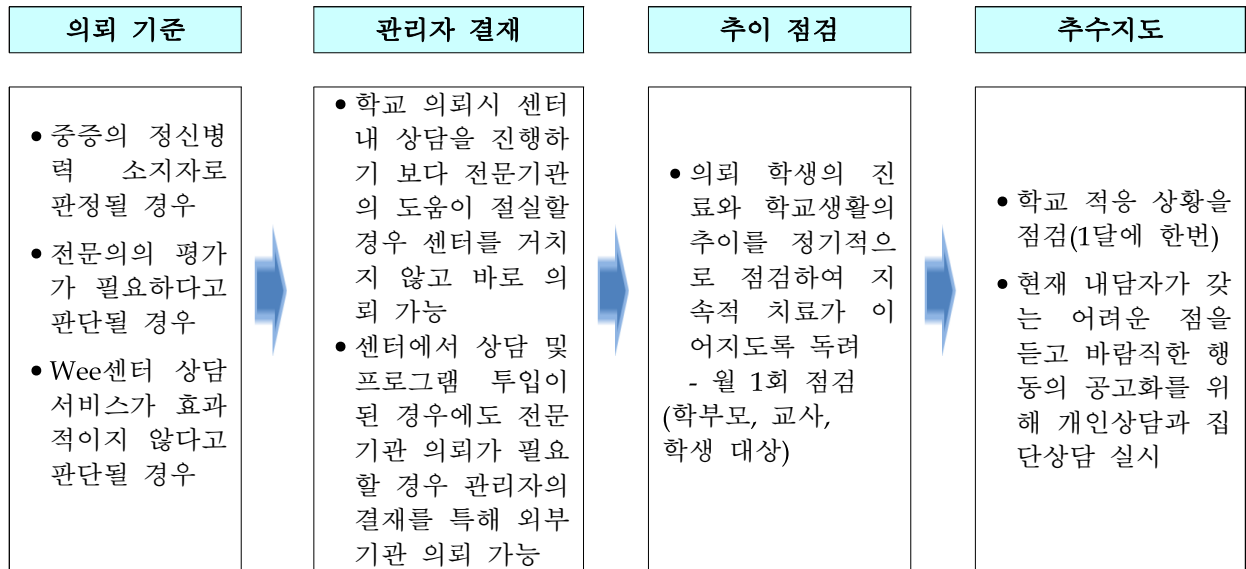 의뢰 기준
관리자 결재
추이 점검
추수지도
• 중증의 정신병
력 소지자로
판정될 경우
• 전문의의 평가
가 필요하다고
판단될 경우
• Wee센터 상담
서비스가 효과
적이지 않다고
판단될 경우
• 학교 의뢰시 센터
내 상담을 진행하
기 보다 전문기관
의 도움이 절실할
경우 센터를 거치
지 않고 바로 의
뢰 가능
• 센터에서 상담 및
프로그램 투입이
된 경우에도 전문
기관 의뢰가 필요
할 경우 관리자의
결재를 특해 외부
기관 의뢰 가능
• 의뢰 학생의 진
료와 학교생활의
추이를 정기적으
로 점검하여 지
속적 치료가 이
어지도록 독려
- 월 1회 점검
(학부모, 교사,
학생 대상)
• 학교 적응 상황을
점검(1달에 한번)
• 현재 내담자가 갖
는 어려운 점을
듣고 바람직한 행
동의 공고화를 위
해 개인상담과 집
단상담 실시